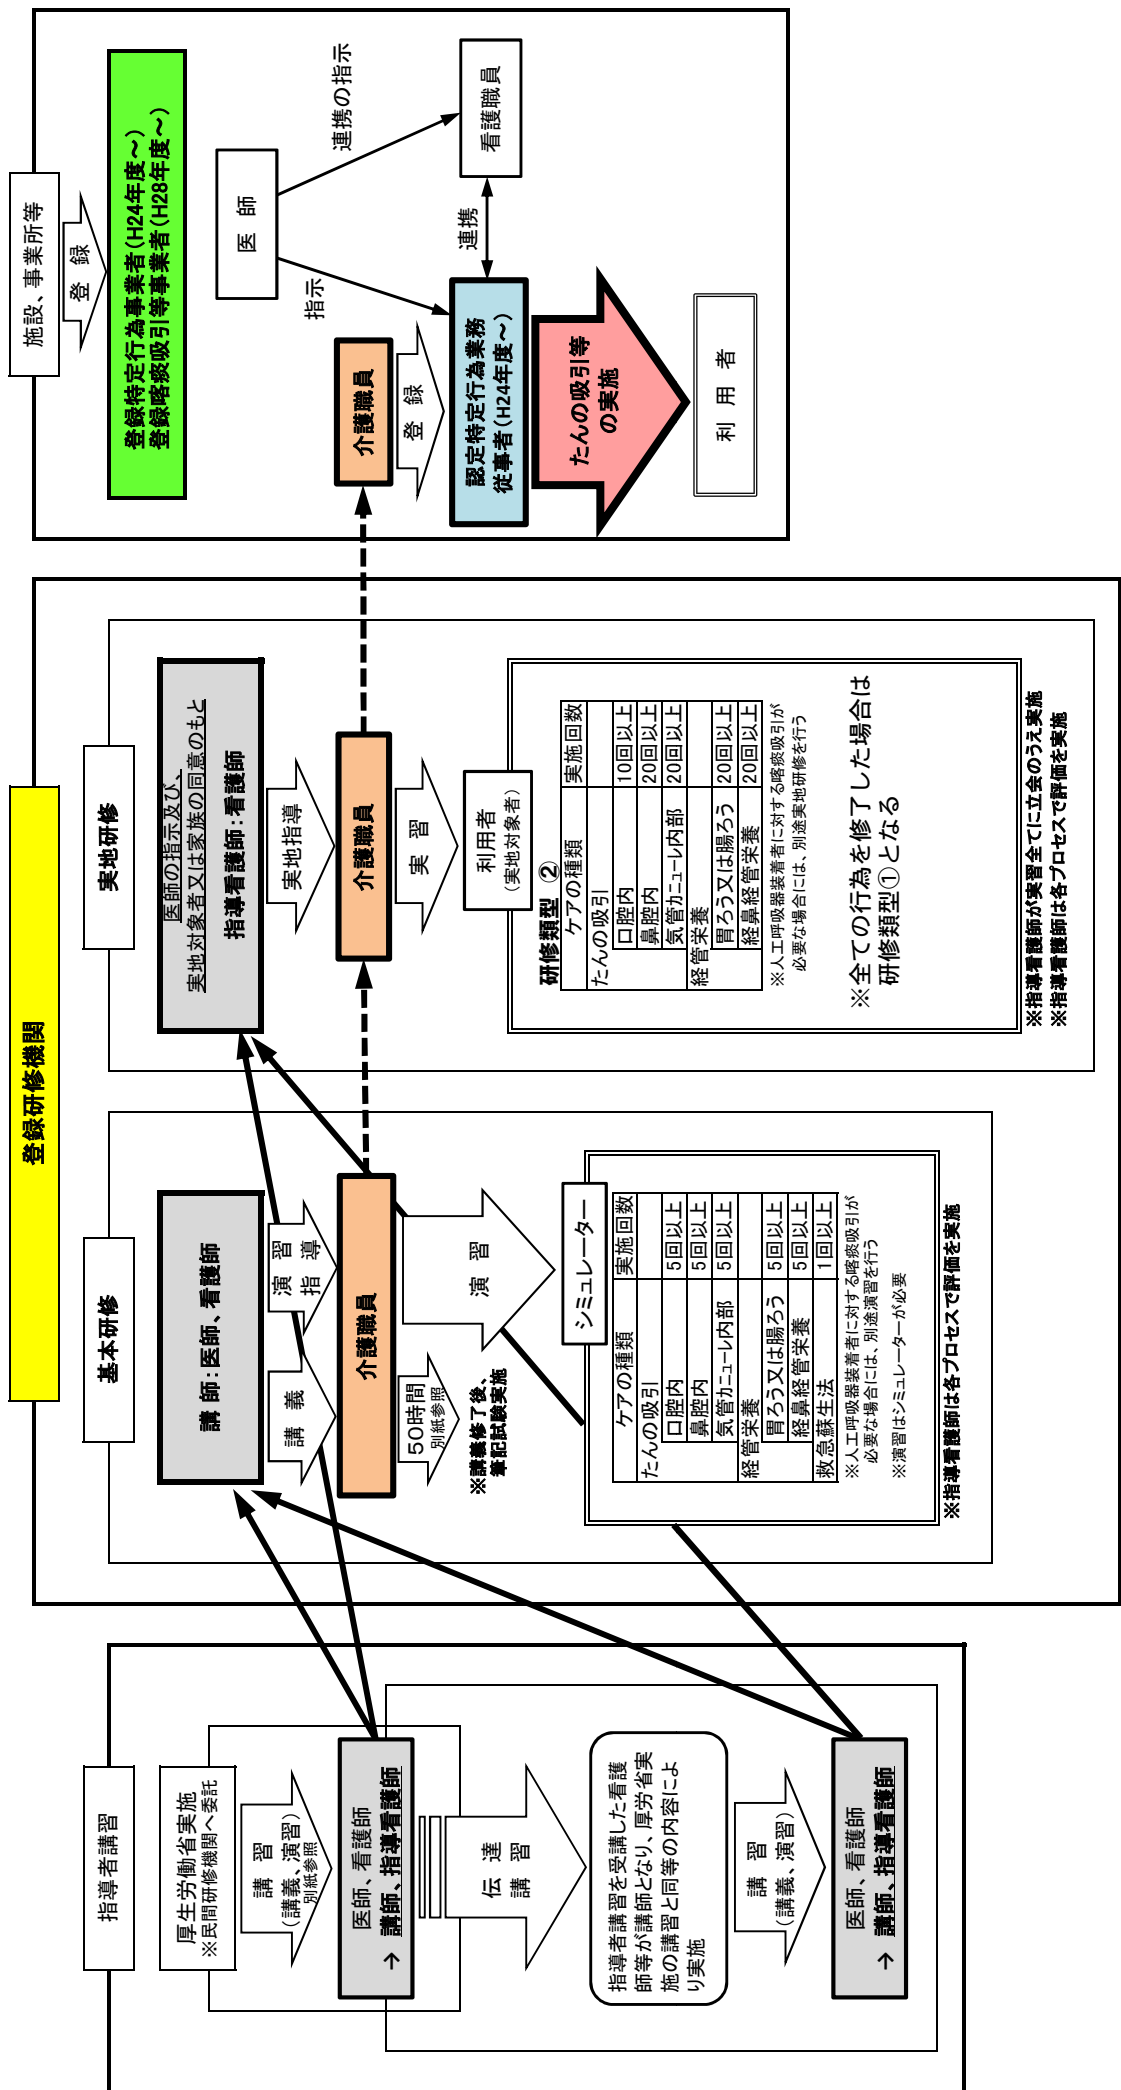 指導者講習
厚生労働省実施
※民間研修機関へ委託
講 習
（講義、演習）
別紙参照
医師、看護師
→ 講師、指導看護師
伝 達
講 習
指導者講習を受講した看護
師等が講師となり、厚労省実
施の講習と同等の内容によ
り実施
講 習
（講義、演習）
医師、看護師
→ 講師、指導看護師
登録研修機関
基本研修
講 師：医師、看護師
講 義
演 習
指 導
介護職員
50時間
別紙参照
※講義修了後、
筆記試験実施
演 習
シミュレーター
ケアの種類 実施回数
たんの吸引
口腔内 5回以上
鼻腔内 5回以上
気管カニューレ内部 5回以上
経管栄養
胃ろう又は腸ろう 5回以上
経鼻経管栄養 5回以上
救急蘇生法 1回以上
※人工呼吸器装着者に対する喀痰吸引が
必要な場合には、別途演習を行う
※演習はシミュレーターが必要
※指導看護師は各プロセスで評価を実施
実地研修
医師の指示及び、
実地対象者又は家族の同意のもと
指導看護師：看護師
実地指導
介護職員
実 習
利用者
（実地対象者）
研修類型 ②
ケアの種類 実施回数
たんの吸引
口腔内 10回以上
鼻腔内 20回以上
気管カニューレ内部 20回以上
経管栄養
胃ろう又は腸ろう 20回以上
経鼻経管栄養 20回以上
※人工呼吸器装着者に対する喀痰吸引が
必要な場合には、別途実地研修を行う
※全ての行為を修了した場合は
研修類型①となる
※指導看護師が実習全てに立会のうえ実施
※指導看護師は各プロセスで評価を実施
施設、事業所等
登 録
登録特定行為事業者（H24年度～）
登録喀痰吸引等事業者（H28年度～）
医 師
指示
連携の指示
介護職員
登 録
認定特定行為業務
従事者（H24年度～）
連携
看護職員
たんの吸引等
の実施
利 用 者